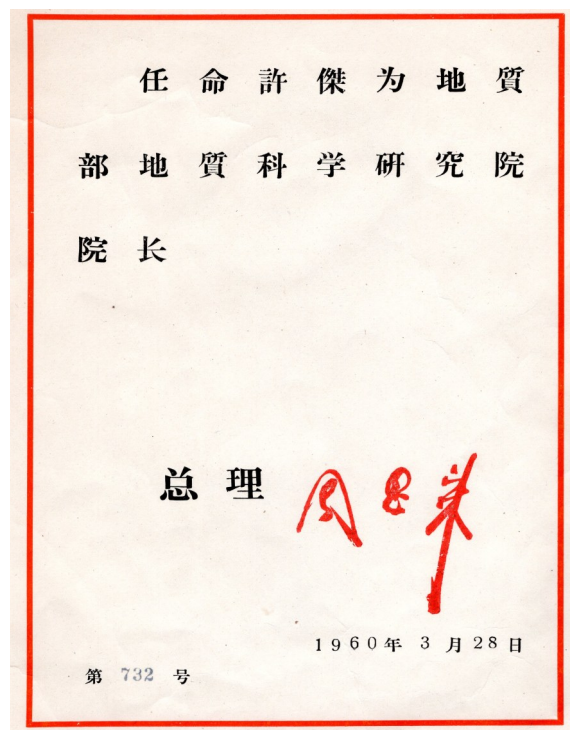 任命許傑为地質
部地質科学研究院
院长
总理 周恩来
1960年3月28日
第 732 号